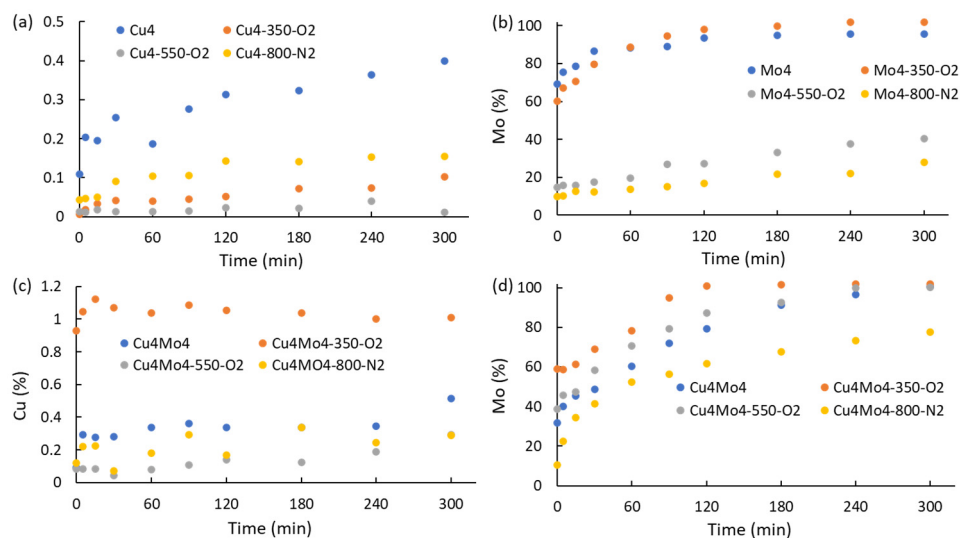 (a)
Cu4
Cu4-350-O2
Cu4-550-O2
Cu4-800-N2
0.5
0.4
0.3
0.2
0.1
0
0 60 120 180 240 300
Time (min)
(b)
Mo (%)
100
80
60
40
20
0
Mo4
Mo4-350-O2
Mo4-550-O2
Mo4-800-N2
0 60 120 180 240 300
Time (min)
(c)
Cu (%)
1.2
1
0.8
0.6
0.4
0.2
0
Cu4Mo4
Cu4Mo4-350-O2
Cu4Mo4-550-O2
Cu4MO4-800-N2
0 60 120 180 240 300
Time (min)
(d)
Mo (%)
100
80
60
40
20
0
Cu4Mo4
Cu4Mo4-350-O2
Cu4Mo4-550-O2
Cu4Mo4-800-N2
0 60 120 180 240 300
Time (min)